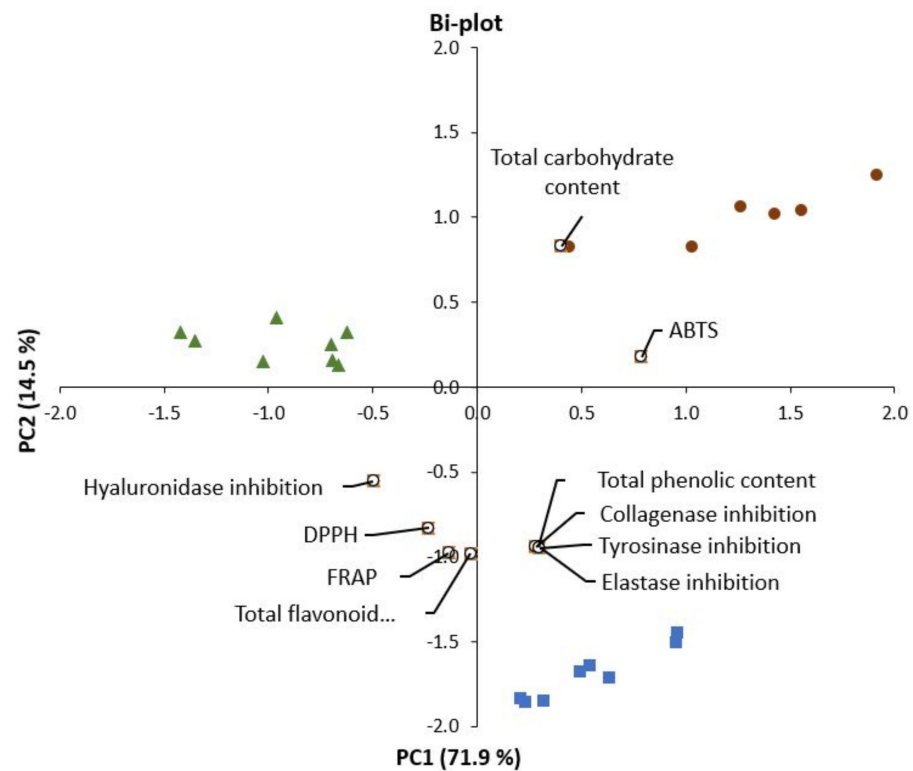 Bi-plot
2.0
1.5
Total carbohydrate
content
1.0
0.5
ABTS
0.0
-2.0 -1.5 -1.0 -0.5 0.0 0.5 1.0 1.5 2.0
PC2 (14.5 %)
-0.5
Hyaluronidase inhibition
Total phenolic content
Collagenase inhibition
DPPH
Tyrosinase inhibition
-1.0
FRAP
Elastase inhibition
Total flavonoid...
-1.5
-2.0
PC1 (71.9 %)